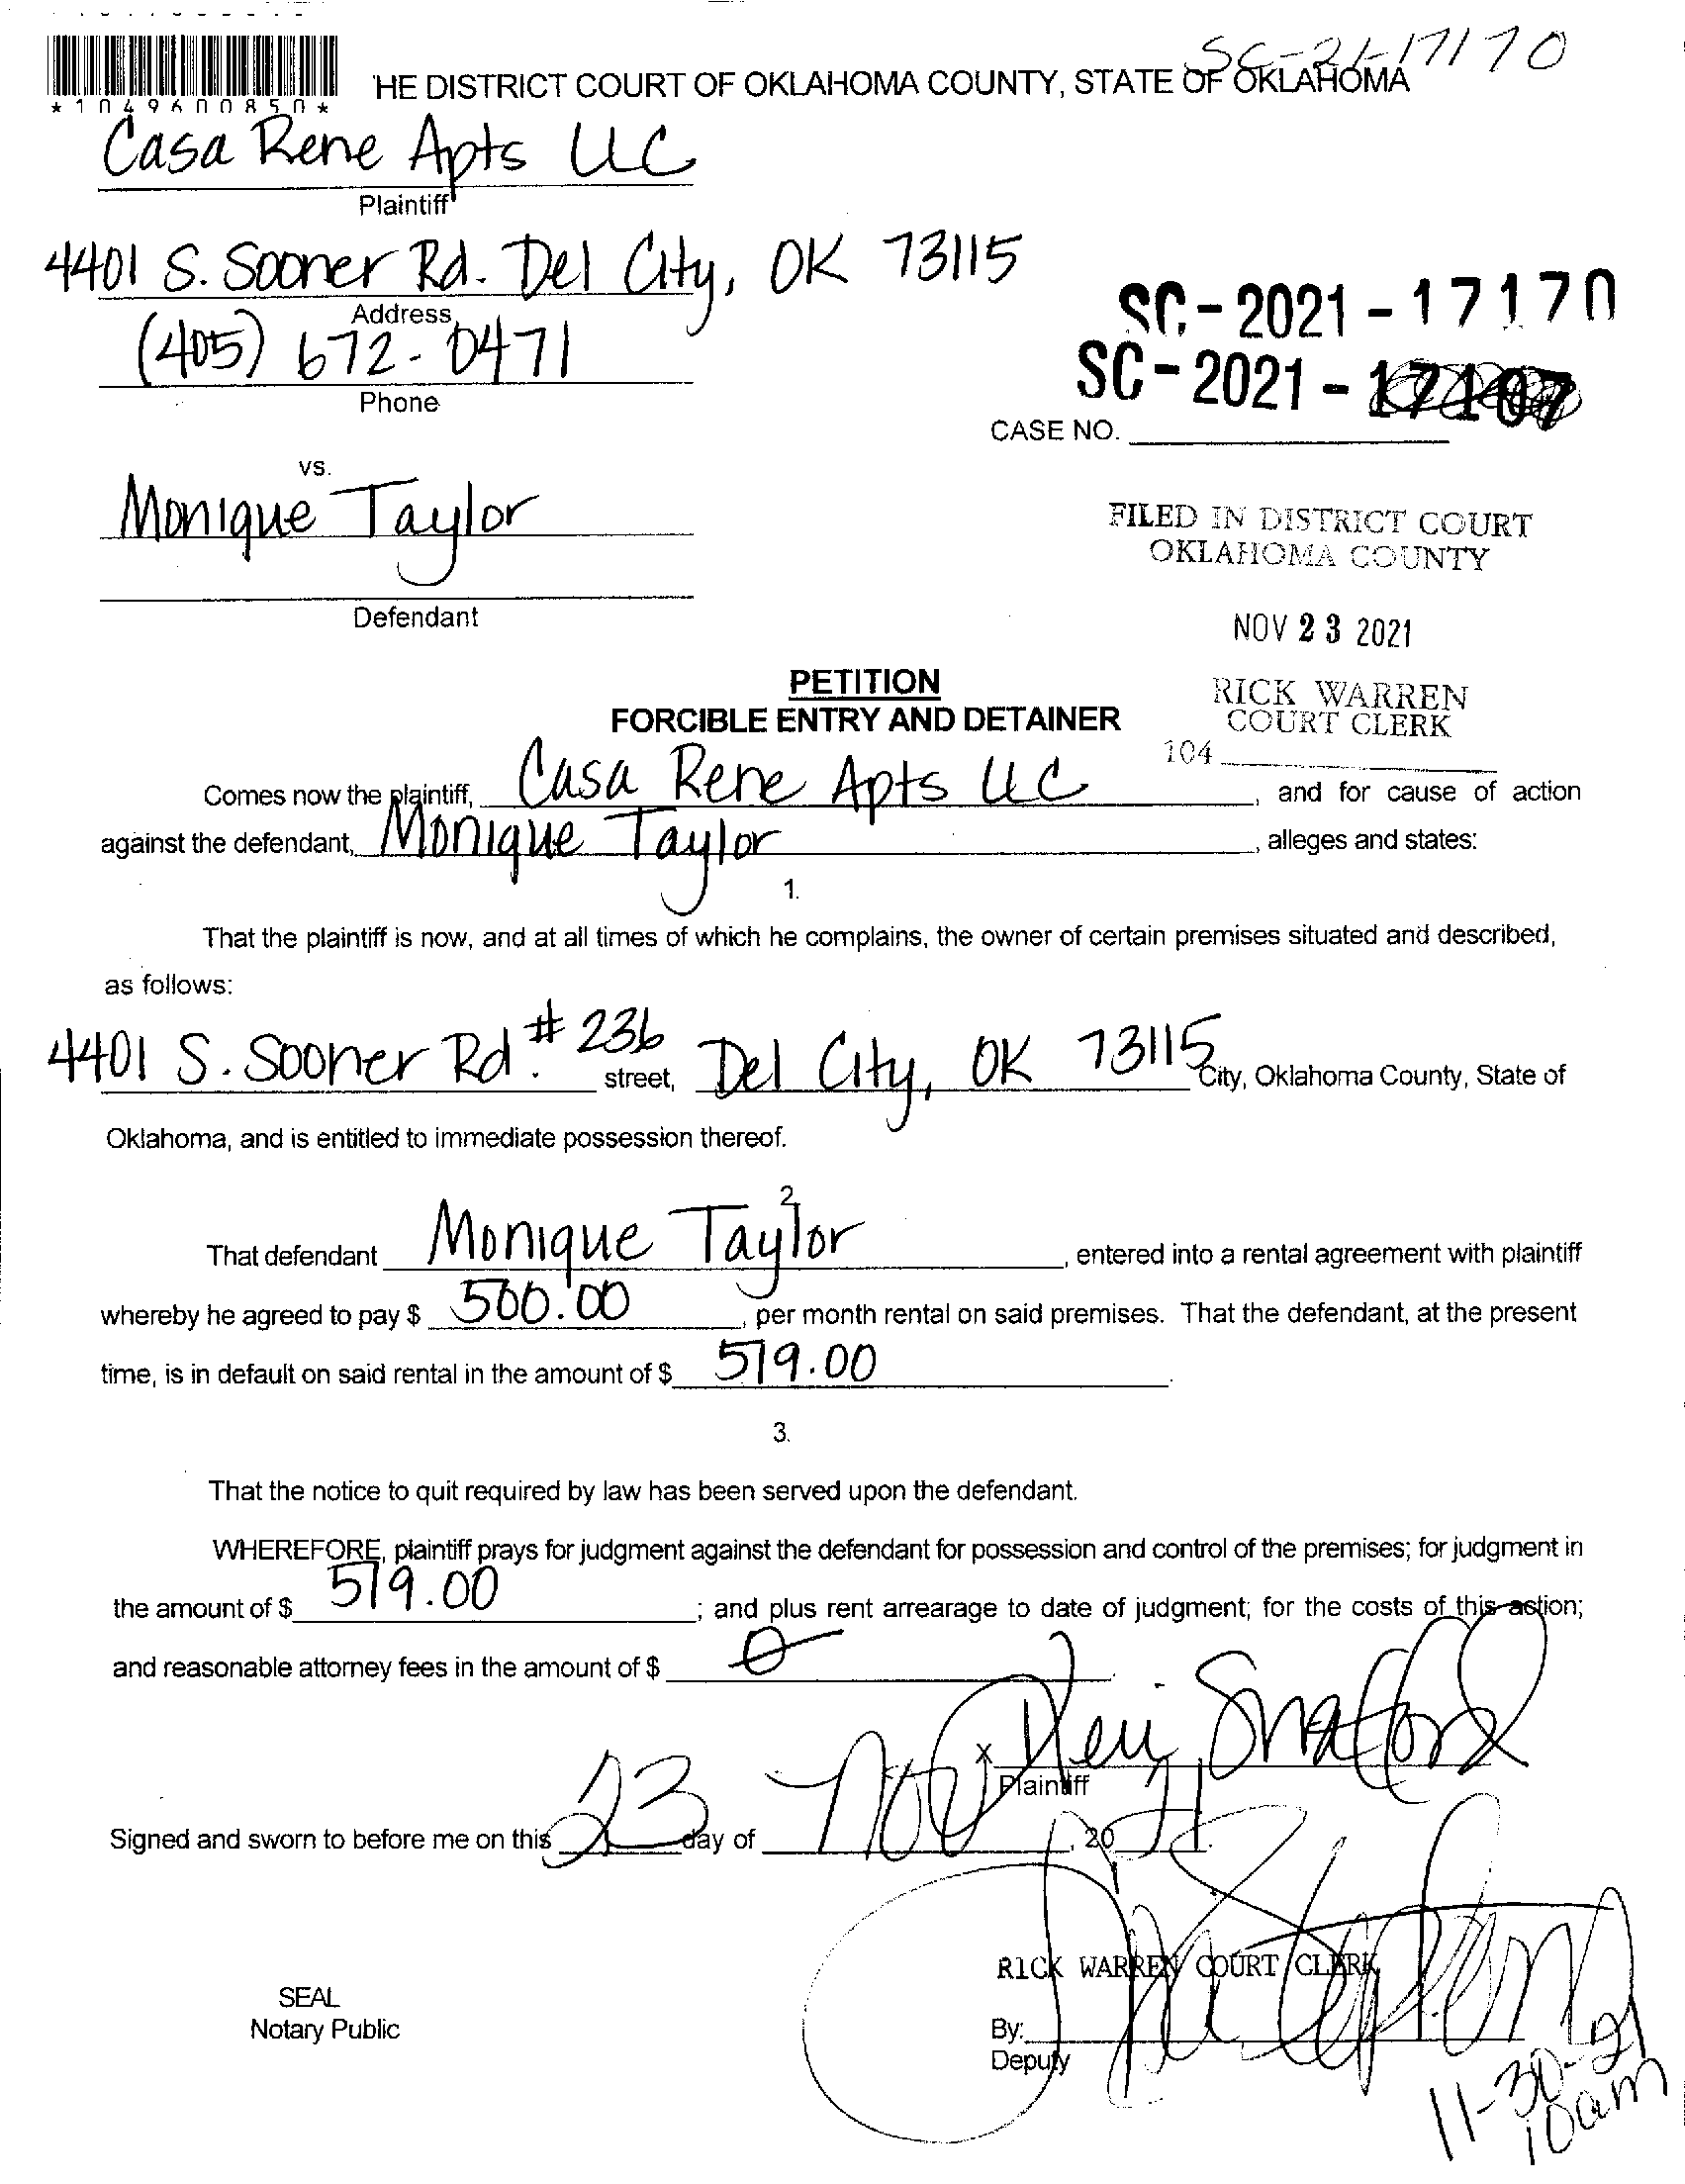 SC-21-17170
*1049600850*
HE DISTRICT COURT OF OKLAHOMA COUNTY, STATE OF OKLAHOMA
Casa Rene Apts LLC
Plaintiff
4401 S. Sooner Rd. Del City, OK 73115
Address
(405) 672-0471
Phone
SC-2021-17170
SC-2021-17107
CASE NO.
vs.
Monique Taylor
Defendant
FILED IN DISTRICT COURT
OKLAHOMA COUNTY
NOV 23 2021
RICK WARREN
COURT CLERK
104
PETITION
FORCIBLE ENTRY AND DETAINER
Comes now the plaintiff, Casa Rene Apts LLC, and for cause of action
against the defendant, Monique Taylor, alleges and states:
1.
That the plaintiff is now, and at all times of which he complains, the owner of certain premises situated and described,
as follows:
4401 S. Sooner Rd. #236 street, Del City, OK 73115 City, Oklahoma County, State of
Oklahoma, and is entitled to immediate possession thereof.
2.
That defendant Monique Taylor, entered into a rental agreement with plaintiff
whereby he agreed to pay $ 500.00, per month rental on said premises. That the defendant, at the present
time, is in default on said rental in the amount of $ 519.00.
3.
That the notice to quit required by law has been served upon the defendant.
WHEREFORE, plaintiff prays for judgment against the defendant for possession and control of the premises; for judgment in
the amount of $ 519.00; and plus rent arrearage to date of judgment; for the costs of this action;
and reasonable attorney fees in the amount of $ 0
X
Plaintiff
Signed and sworn to before me on this 23 day of Nov, 2021.
RICK WARREN COURT CLERK
SEAL
Notary Public
By:
Deputy
11-30-21
10am